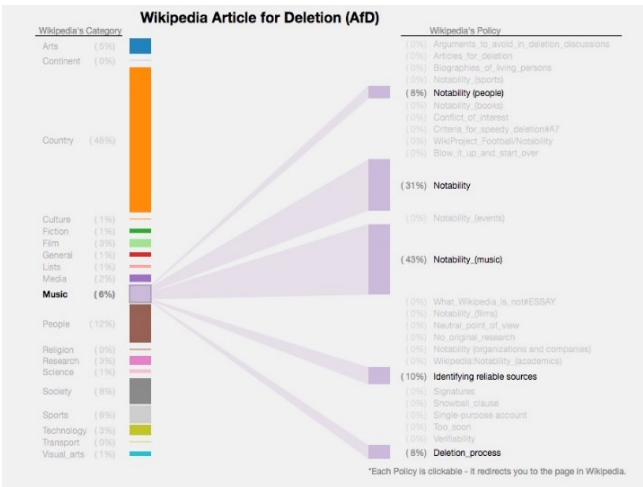 Wikipedia Article for Deletion (AfD)
Wikipedia's Category
Arts (5%)
Continent (0%)
Country (46%)
Culture (1%)
Fiction (1%)
Film (3%)
General (1%)
Lists (1%)
Media (2%)
Music (6%)
People (12%)
Religion (0%)
Research (3%)
Science (1%)
Society (8%)
Sports (6%)
Technology (3%)
Transport (0%)
Visual_arts (1%)
Wikipedia's Policy
(0%) Arguments_to_avoid_in_deletion_discussions
(0%) Articles_for_deletion
(0%) Biographies_of_living_persons
(0%) Notability_(sports)
(8%) Notability (people)
(0%) Notability_(books)
(0%) Conflict_of_interest
(0%) Criteria_for_speedy_deletion#A7
(0%) WikiProject_Football/Notability
(0%) Blow_it_up_and_start_over
(31%) Notability
(0%) Notability_(events)
(43%) Notability_(music)
(0%) What_Wikipedia_is_not#ESSAY
(0%) Notability_(films)
(0%) Neutral_point_of_view
(0%) No_original_research
(0%) Notability (organizations and companies)
(0%) Wikipedia:Notability_(academics)
(10%) Identifying reliable sources
(0%) Signatures
(0%) Snowball_clause
(0%) Single-purpose account
(0%) Too_soon
(0%) Verifiability
(8%) Deletion_process
*Each Policy is clickable - it redirects you to the page in Wikipedia.